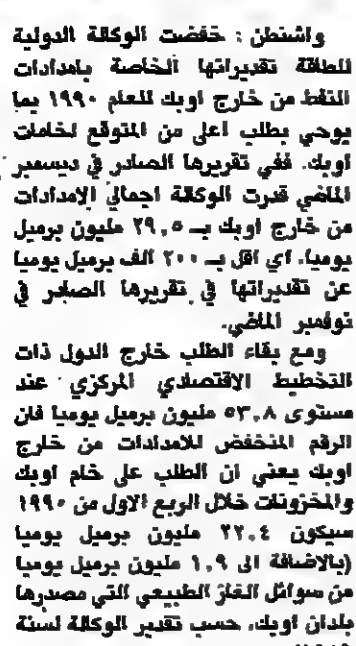 واشنطن : خفضت الوكالة الدولية
للطاقة تقديراتها الخاصة بامدادات
النفط من خارج اوبك للعام ١٩٩٠ بما
يوحي بطلب اعلى من المتوقع لخامات
اوبك. ففي تقريرها الصادر في ديسمبر
الماضي قدرت الوكالة اجمالي الامدادات
من خارج اوبك بـ ٢٩,٥ مليون برميل
يوميا، اي اقل بـ ٢٠٠ الف برميل يوميا
عن تقديراتها في تقريرها الصادر في
نوفمبر الماضي.
ومع بقاء الطلب خارج الدول ذات
التخطيط الاقتصادي المركزي عند
مستوى ٥٣,٨ مليون برميل يوميا فان
الرقم المنخفض للامدادات من خارج
اوبك يعني ان الطلب على خام اوبك
والمخزونات خلال الربع الاول من ١٩٩٠
سيكون ٢٢,٤ مليون برميل يوميا
(بالاضافة الى ١,٩ مليون برميل يوميا
من سوائل الغاز الطبيعي التي مصدرها
بلدان اوبك، حسب تقدير الوكالة لسنة